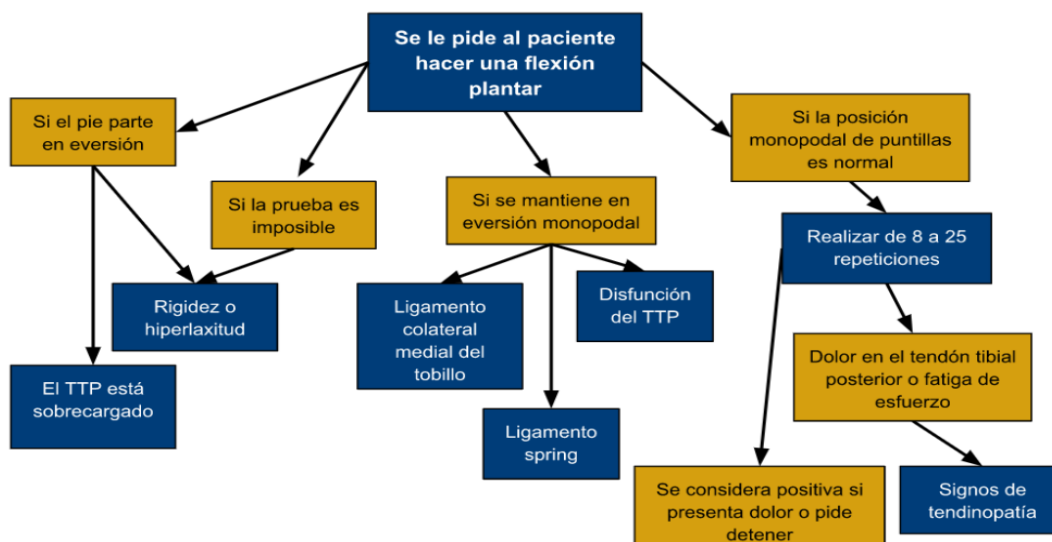 Se le pide al paciente
hacer una flexión
plantar
Si el pie parte
en eversión
Si la prueba es
imposible
Si se mantiene en
eversión monopodal
Si la posición
monopodal de puntillas
es normal
Realizar de 8 a 25
repeticiones
Rigidez o
hiperlaxitud
Ligamento
colateral
medial del
tobillo
Disfunción
del TTP
El TTP está
sobrecargado
Ligamento
spring
Dolor en el tendón tibial
posterior o fatiga de
esfuerzo
Se considera positiva si
presenta dolor o pide
detener
Signos de
tendinopatía